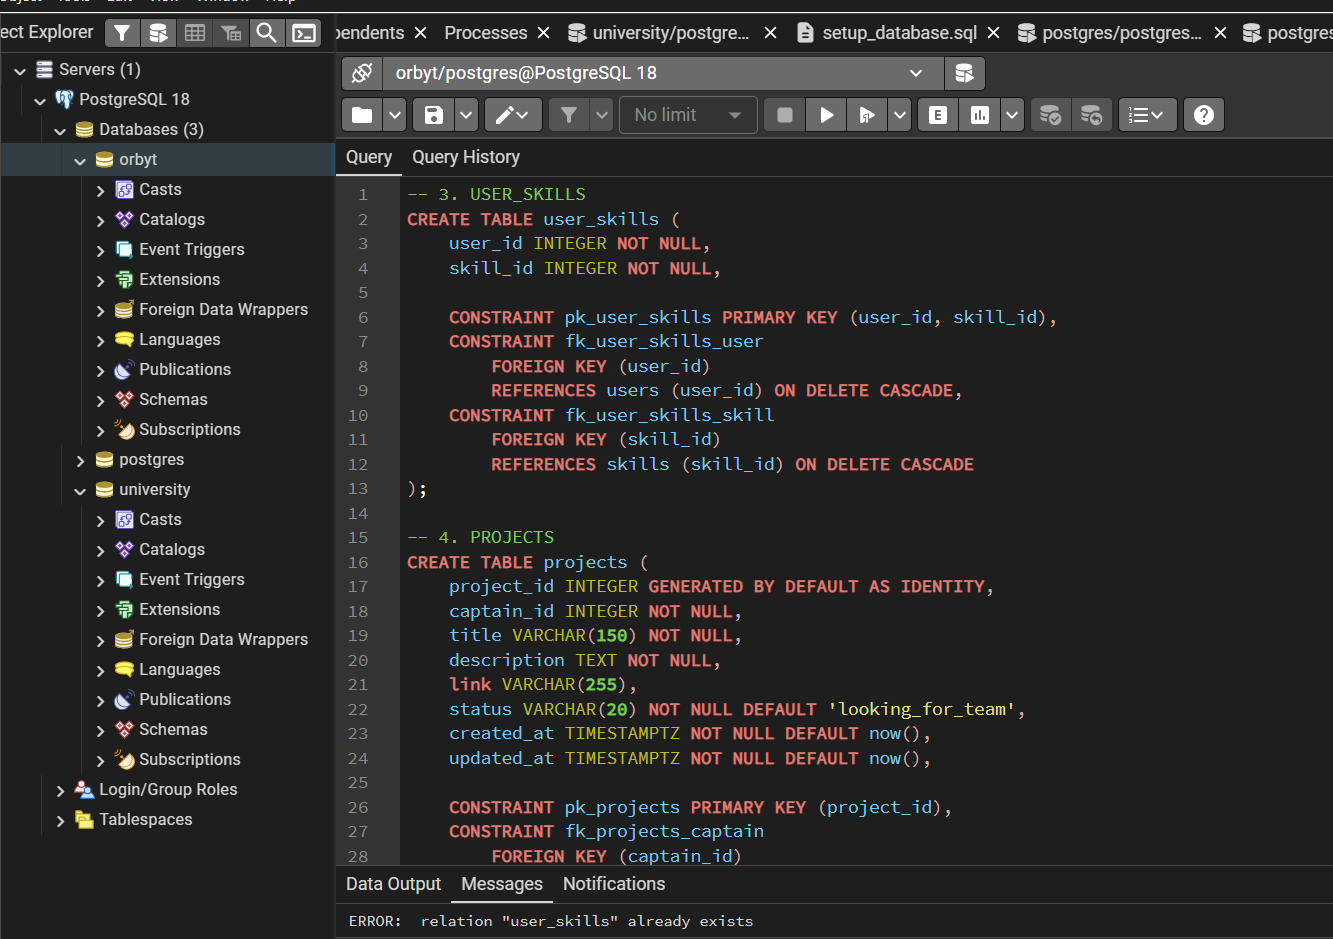 ect Explorer
pendents
Processes
university/postgre...
setup_database.sql
postgres/postgres...
postgres
Servers (1)
PostgreSQL 18
Databases (3)
orbyt
Casts
Catalogs
Event Triggers
Extensions
Foreign Data Wrappers
Languages
Publications
Schemas
Subscriptions
postgres
university
Casts
Catalogs
Event Triggers
Extensions
Foreign Data Wrappers
Languages
Publications
Schemas
Subscriptions
Login/Group Roles
Tablespaces
orbyt/postgres@PostgreSQL 18
No limit
E
Query Query History
1 -- 3. USER_SKILLS
2 CREATE TABLE user_skills (
3 user_id INTEGER NOT NULL,
4 skill_id INTEGER NOT NULL,
5
6 CONSTRAINT pk_user_skills PRIMARY KEY (user_id, skill_id),
7 CONSTRAINT fk_user_skills_user
8 FOREIGN KEY (user_id)
9 REFERENCES users (user_id) ON DELETE CASCADE,
10 CONSTRAINT fk_user_skills_skill
11 FOREIGN KEY (skill_id)
12 REFERENCES skills (skill_id) ON DELETE CASCADE
13 );
14
15 -- 4. PROJECTS
16 CREATE TABLE projects (
17 project_id INTEGER GENERATED BY DEFAULT AS IDENTITY,
18 captain_id INTEGER NOT NULL,
19 title VARCHAR(150) NOT NULL,
20 description TEXT NOT NULL,
21 link VARCHAR(255),
22 status VARCHAR(20) NOT NULL DEFAULT 'looking_for_team',
23 created_at TIMESTAMPTZ NOT NULL DEFAULT now(),
24 updated_at TIMESTAMPTZ NOT NULL DEFAULT now(),
25
26 CONSTRAINT pk_projects PRIMARY KEY (project_id),
27 CONSTRAINT fk_projects_captain
28 FOREIGN KEY (captain_id)
Data Output Messages Notifications
ERROR: relation "user_skills" already exists